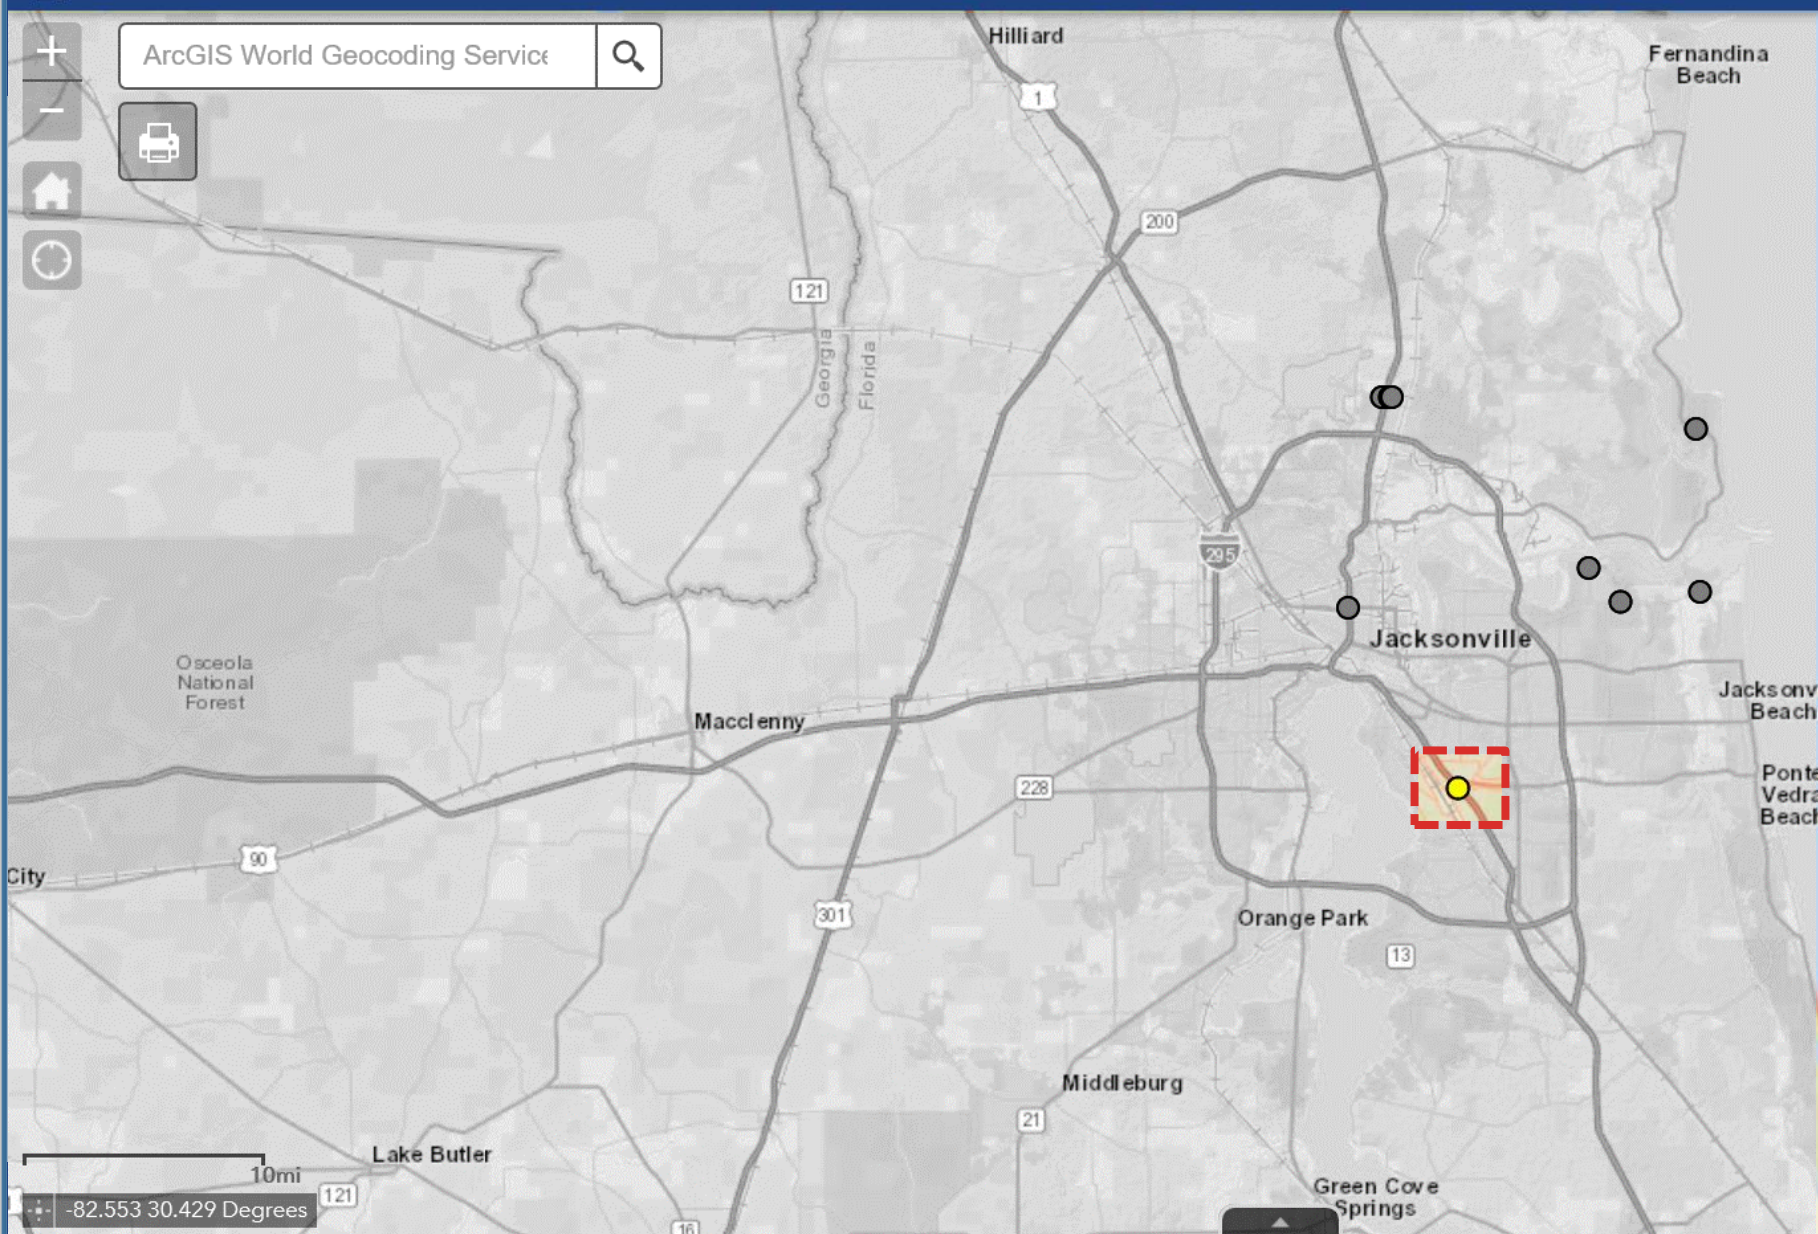 ArcGIS World Geocoding Service
Hilliard
Fernandina
Beach
1
200
121
Georgia
Florida
295
Jacksonville
Osceola
National
Forest
Jacksonv
Beach
Macclenny
228
Ponte
Vedra
Beach
90
City
301
Orange Park
13
Middleburg
21
Lake Butler
10mi
121
Green Cove
Springs
-82.553 30.429 Degrees
16